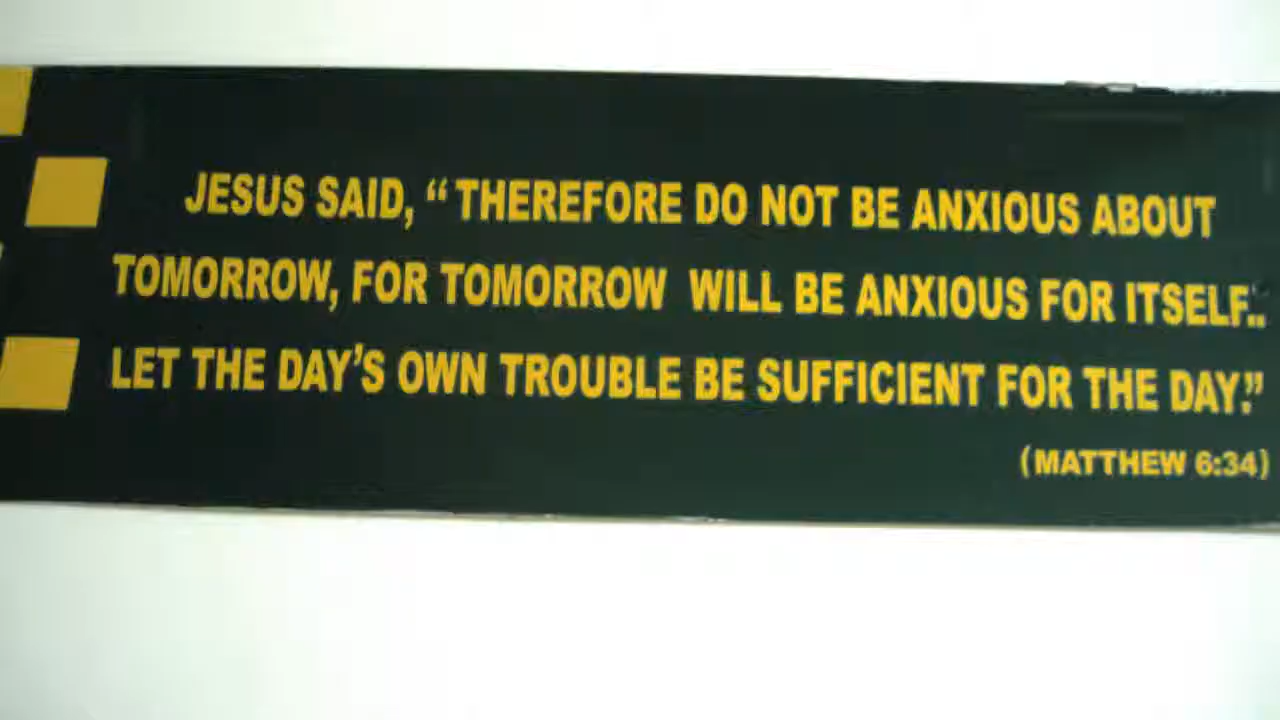 JESUS SAID, “ THEREFORE DO NOT BE ANXIOUS ABOUT
TOMORROW, FOR TOMORROW WILL BE ANXIOUS FOR ITSELF..
LET THE DAY’S OWN TROUBLE BE SUFFICIENT FOR THE DAY.”
(MATTHEW 6:34)